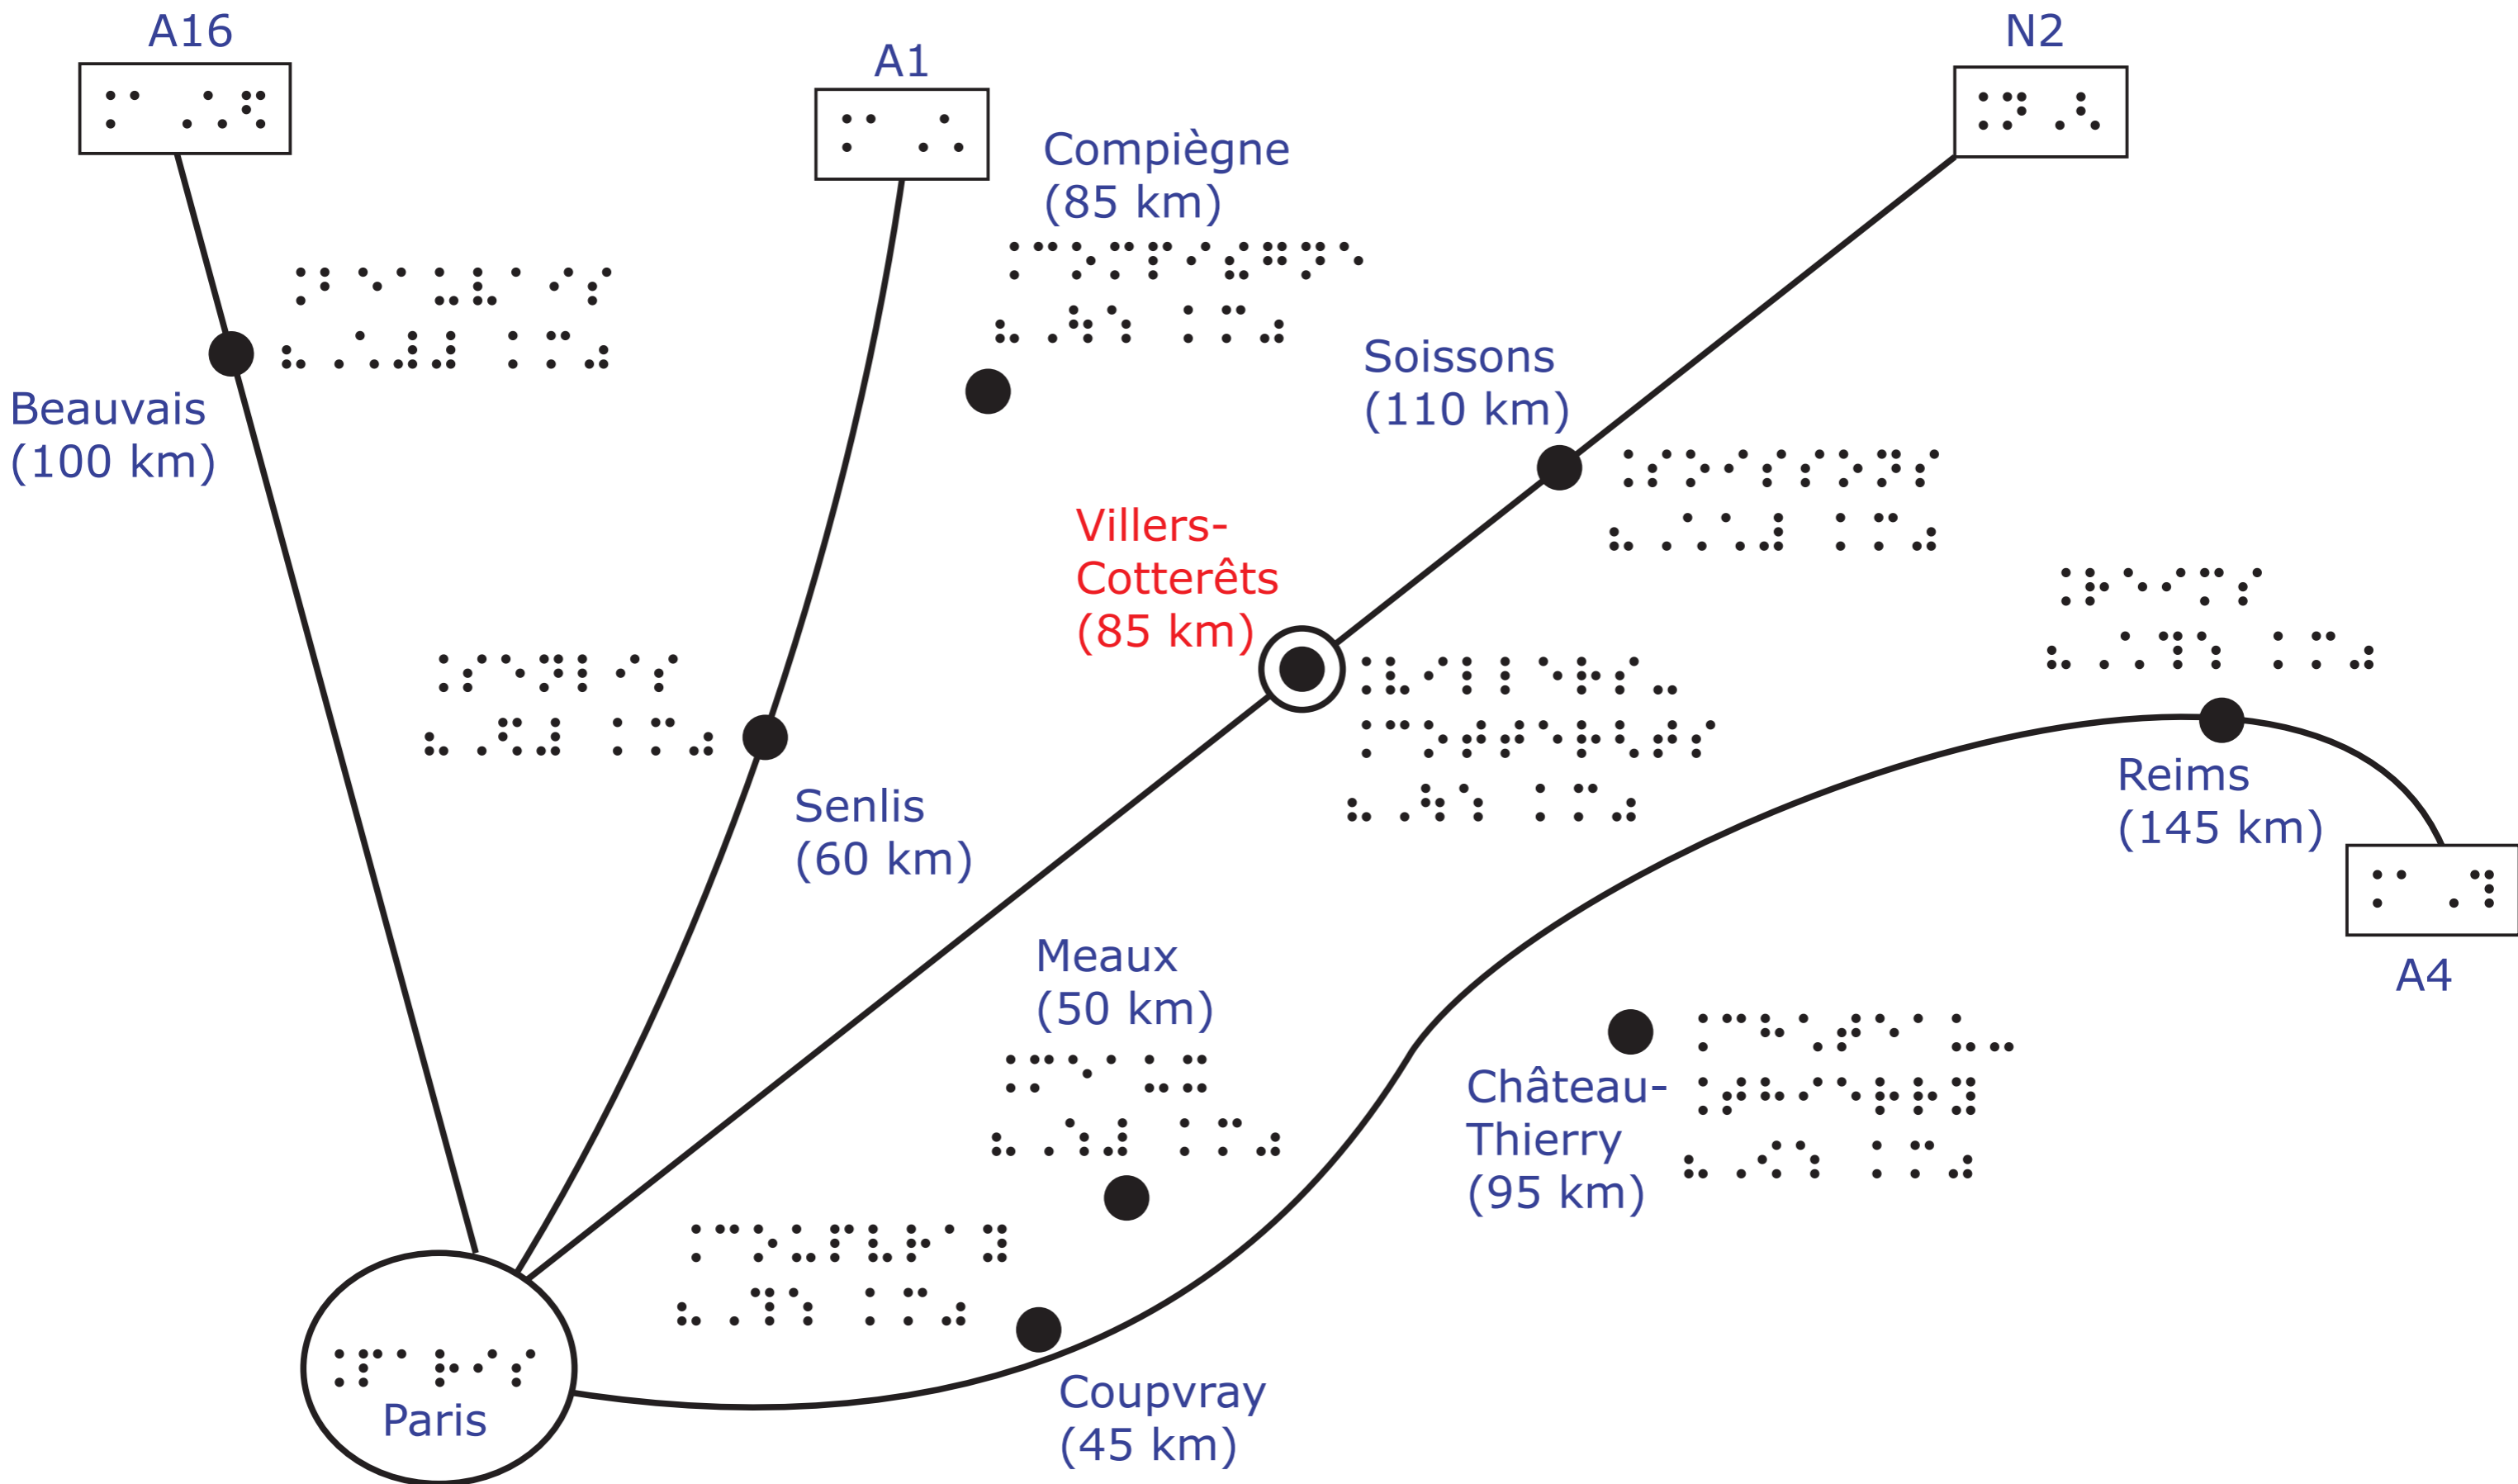 A16
⠨⠁⠠⠡⠫
A1
⠨⠁⠠⠡
N2
⠨⠝⠠⠣
Compiègne
(85 km)
⠨⠉⠕⠍⠏⠊⠮⠛⠝⠑
⠦⠠⠳⠱⠀⠅⠍⠴
⠨⠃⠑⠁⠥⠧⠁⠊⠎
⠦⠠⠡⠼⠼⠀⠅⠍⠴
Beauvais
(100 km)
Soissons
(110 km)
⠨⠎⠕⠊⠎⠎⠕⠝⠎
⠦⠠⠡⠡⠼⠀⠅⠍⠴
Villers-
Cotterêts
(85 km)
⠨⠧⠊⠇⠇⠑⠗⠎⠤
⠨⠉⠕⠞⠞⠑⠗⠣⠞⠎
⠦⠠⠳⠱⠀⠅⠍⠴
⠨⠗⠑⠊⠍⠎
⠦⠠⠡⠹⠱⠀⠅⠍⠴
Reims
(145 km)
⠨⠎⠑⠝⠇⠊⠎
⠦⠠⠫⠼⠀⠅⠍⠴
Senlis
(60 km)
⠨⠁⠠⠹
A4
Meaux
(50 km)
⠨⠍⠑⠁⠥⠭
⠦⠠⠱⠼⠀⠅⠍⠴
⠨⠉⠓⠡⠞⠑⠁⠥⠤
⠨⠞⠓⠊⠑⠗⠗⠽
⠦⠠⠪⠱⠀⠅⠍⠴
Château-
Thierry
(95 km)
⠨⠉⠕⠥⠏⠧⠗⠁⠽
⠦⠠⠹⠱⠀⠅⠍⠴
Coupvray
(45 km)
⠨⠏⠁⠗⠊⠎
Paris